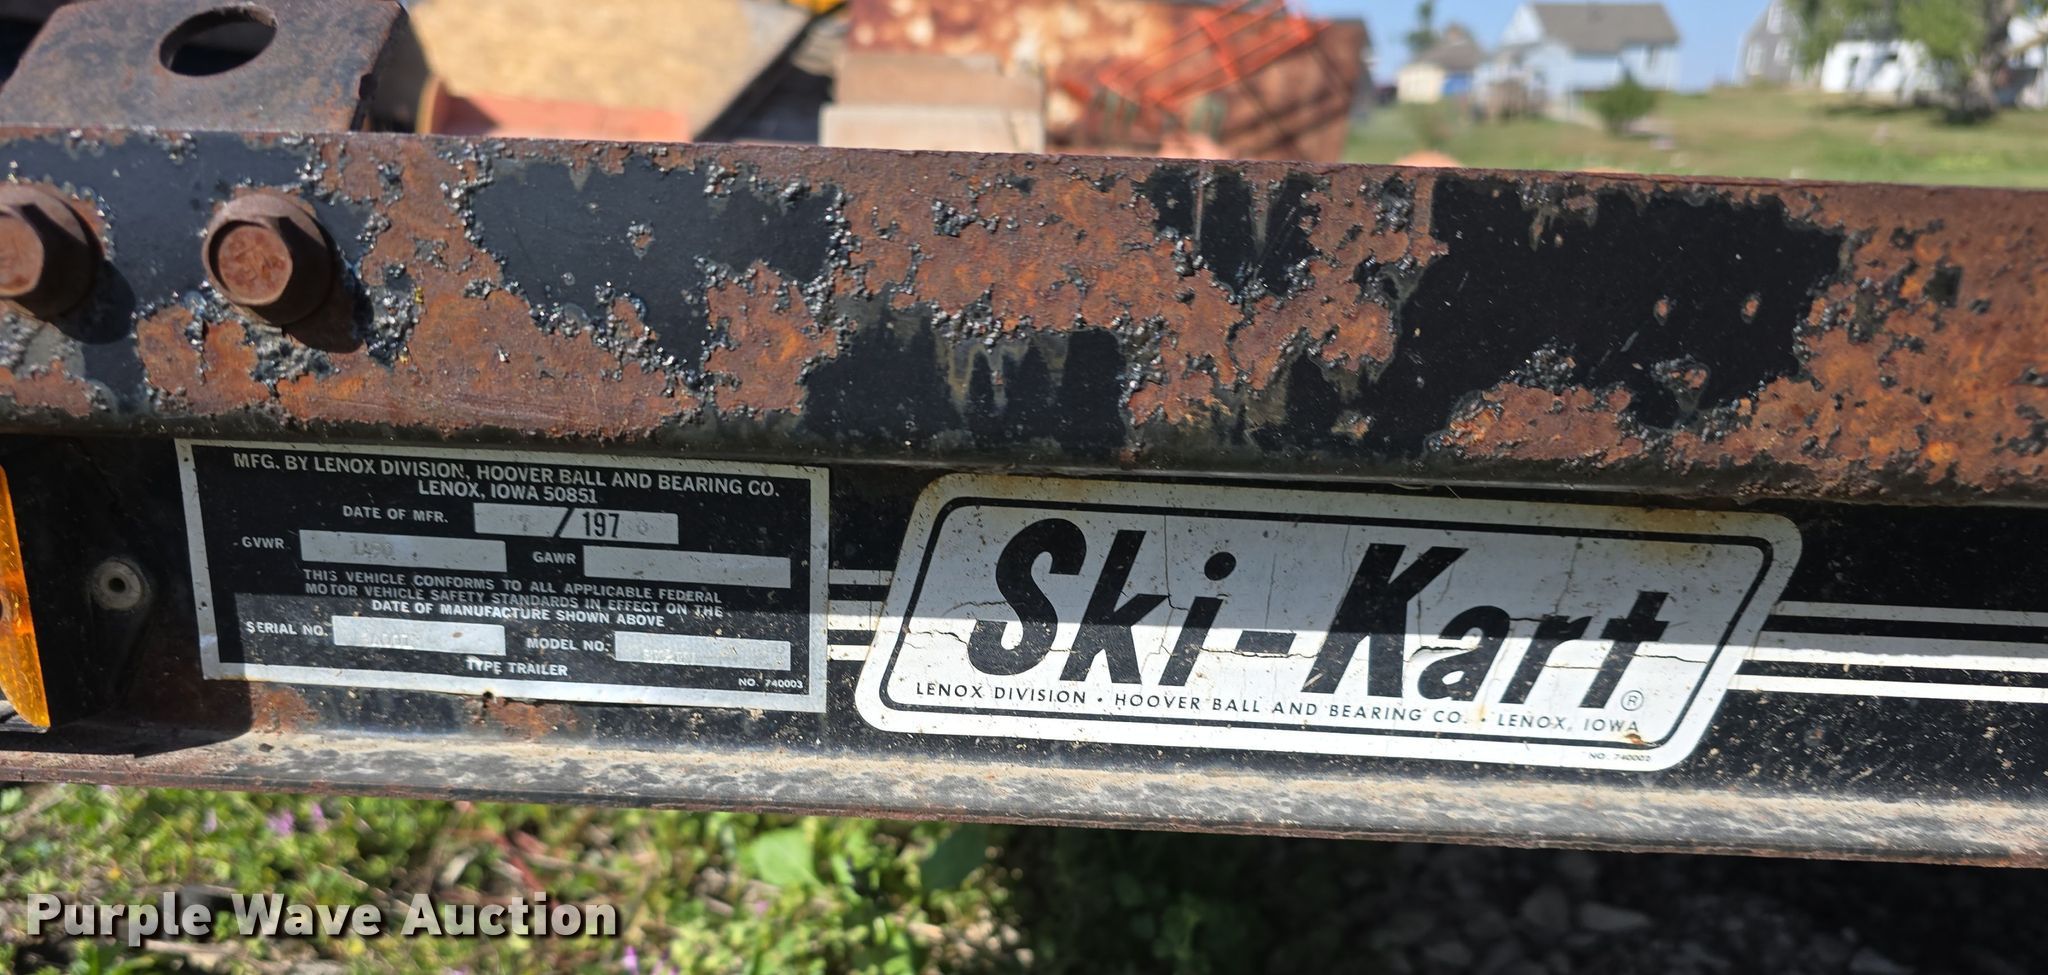 MFG. BY LENOX DIVISION, HOOVER BALL AND BEARING CO.
LENOX, IOWA 50851
DATE OF MFR. / 197
GVWR GAWR
THIS VEHICLE CONFORMS TO ALL APPLICABLE FEDERAL
MOTOR VEHICLE SAFETY STANDARDS IN EFFECT ON THE
DATE OF MANUFACTURE SHOWN ABOVE
SERIAL NO. MODEL NO.
TYPE TRAILER
NO. 740003
Ski-Kart®
LENOX DIVISION • HOOVER BALL AND BEARING CO. • LENOX, IOWA
NO. 740002
Purple Wave Auction